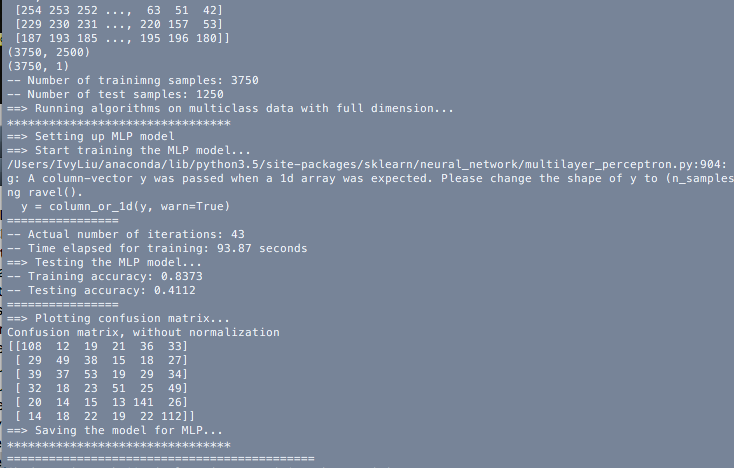 [254 253 252 ...,  63  51  42]
[229 230 231 ..., 220 157  53]
[187 193 185 ..., 195 196 180]]
(3750, 2500)
(3750, 1)
-- Number of trainimng samples: 3750
-- Number of test samples: 1250
==> Running algorithms on multiclass data with full dimension...
********************************
==> Setting up MLP model
==> Start training the MLP model...
/Users/IvyLiu/anaconda/lib/python3.5/site-packages/sklearn/neural_network/multilayer_perceptron.py:904:
g: A column-vector y was passed when a 1d array was expected. Please change the shape of y to (n_samples
ng ravel().
  y = column_or_1d(y, warn=True)
================
-- Actual number of iterations: 43
-- Time elapsed for training: 93.87 seconds
==> Testing the MLP model...
-- Training accuracy: 0.8373
-- Testing accuracy: 0.4112
================
==> Plotting confusion matrix...
Confusion matrix, without normalization
[[108  12  19  21  36  33]
 [ 29  49  38  15  18  27]
 [ 39  37  53  19  29  34]
 [ 32  18  23  51  25  49]
 [ 20  14  15  13 141  26]
 [ 14  18  22  19  22 112]]
==> Saving the model for MLP...
********************************
============================================